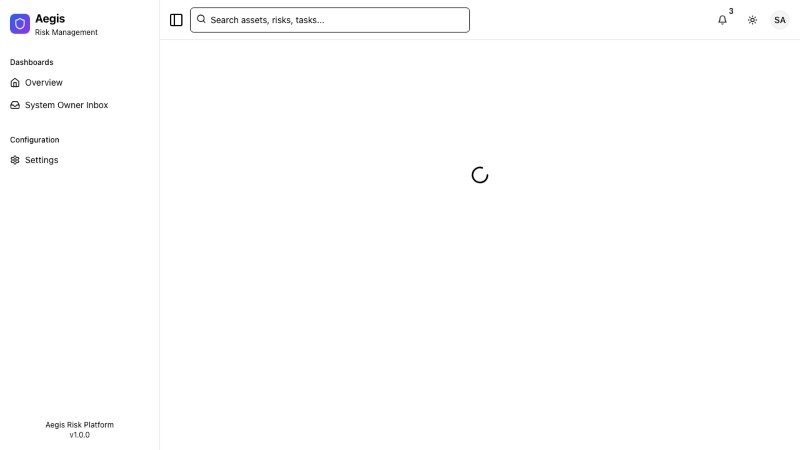 Aegis
Risk Management
Dashboards
Overview
System Owner Inbox
Configuration
Settings
Aegis Risk Platform
v1.0.0
Search assets, risks, tasks...
3
SA